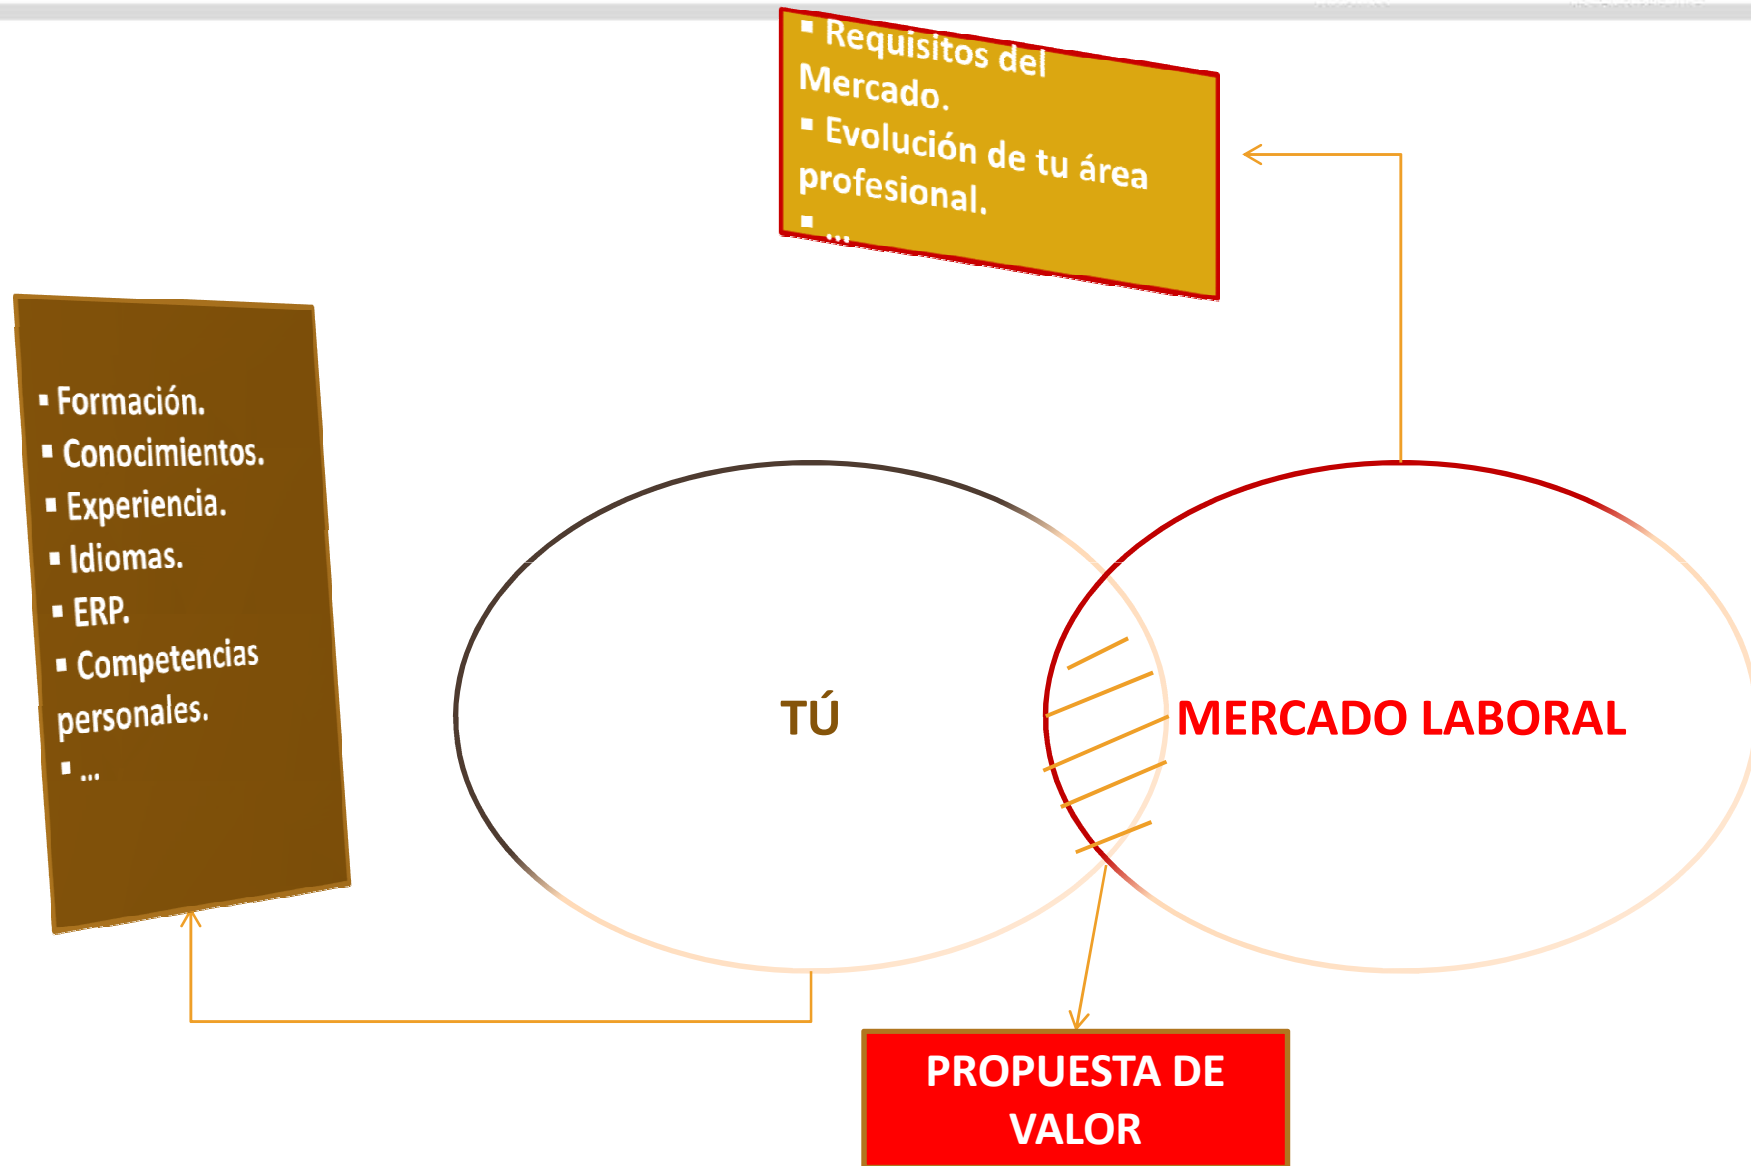 ▪ Requisitos del
Mercado.
▪ Evolución de tu área
profesional.
▪ ...
▪ Formación.
▪ Conocimientos.
▪ Experiencia.
▪ Idiomas.
▪ ERP.
▪ Competencias
personales.
▪ ...
TÚ
MERCADO LABORAL
PROPUESTA DE
VALOR